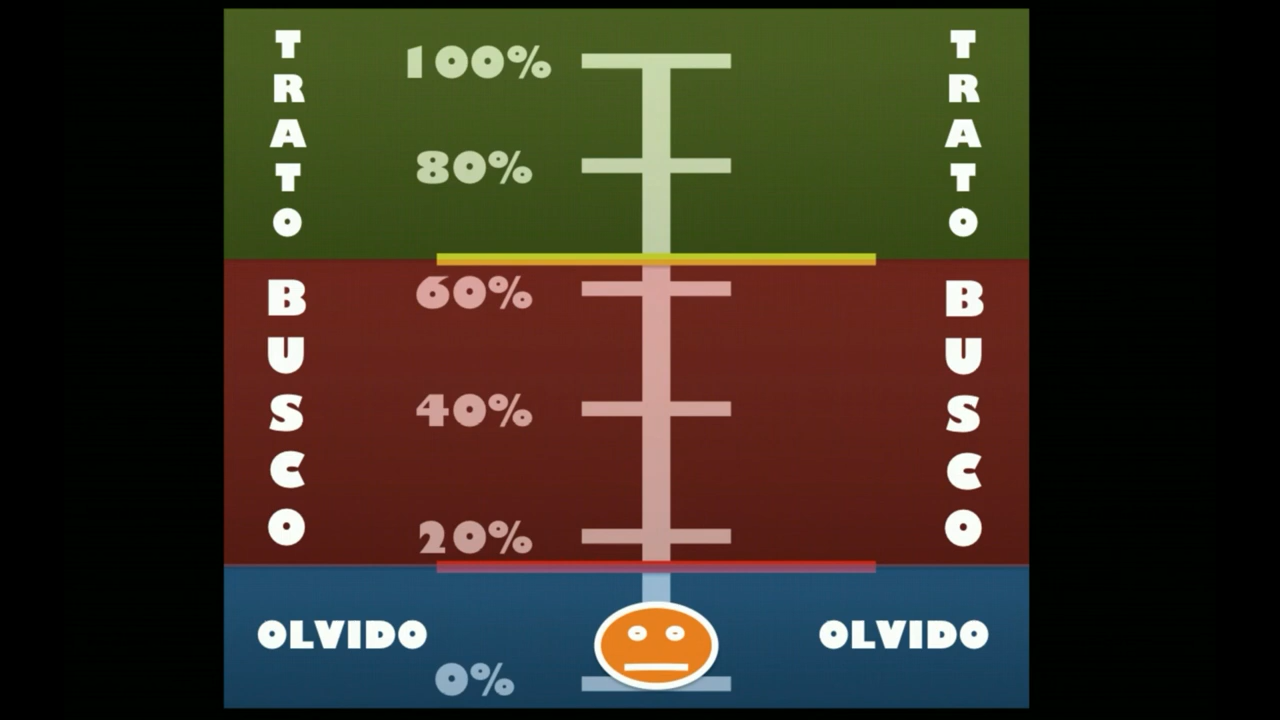 TRATO
100%
80%
TRATO
BUSCO
60%
40%
20%
BUSCO
OLVIDO
0%
OLVIDO